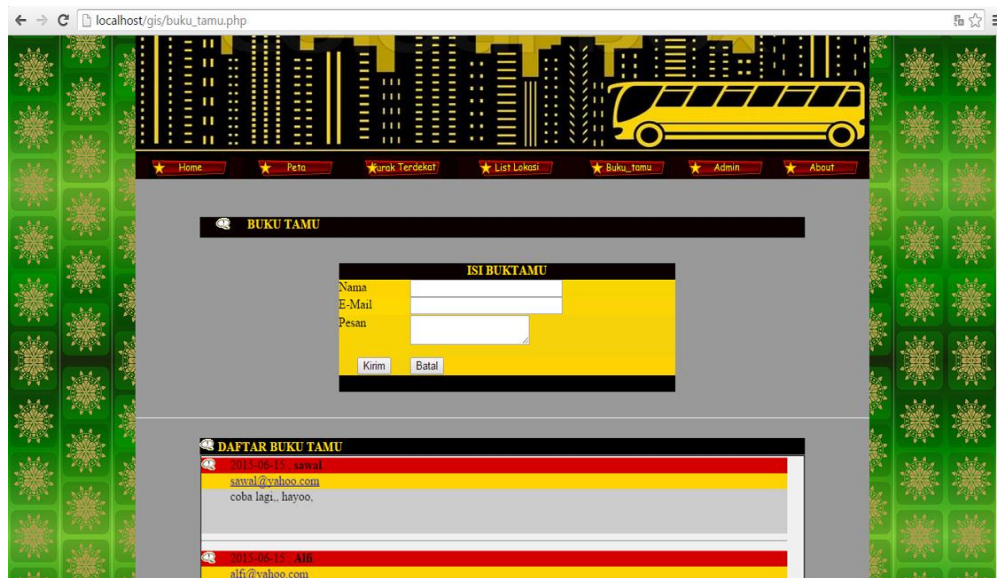 localhost/gis/buku_tamu.php
Home Peta Kurak Terdekat List Lokasi Buku_tamu Admin About
BUKU TAMU
ISI BUKTAMU
Nama
E-Mail
Pesan
Kirim Batal
DAFTAR BUKU TAMU
2015-06-15 . sawal
sawal@yahoo.com
coba lagi,, hayoo,
2015-06-15 . Alfi
alfi@yahoo.com